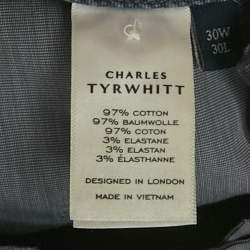 30W
30L
CHARLES
TYRWHITT
97% COTTON
97% BAUMWOLLE
97% COTON
3% ELASTANE
3% ELASTAN
3% ÉLASTHANNE
DESIGNED IN LONDON
MADE IN VIETNAM